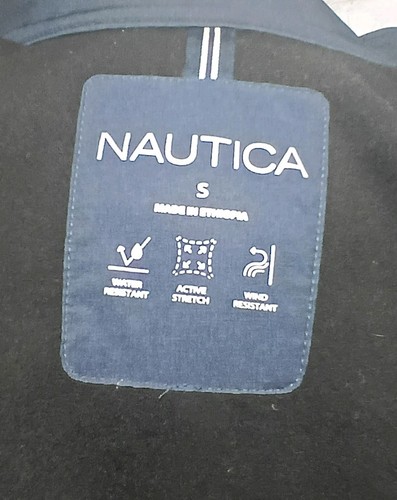 NAUTICA
S
MADE IN ETHIOPIA
WATER
RESISTANT
ACTIVE
STRETCH
WIND
RESISTANT